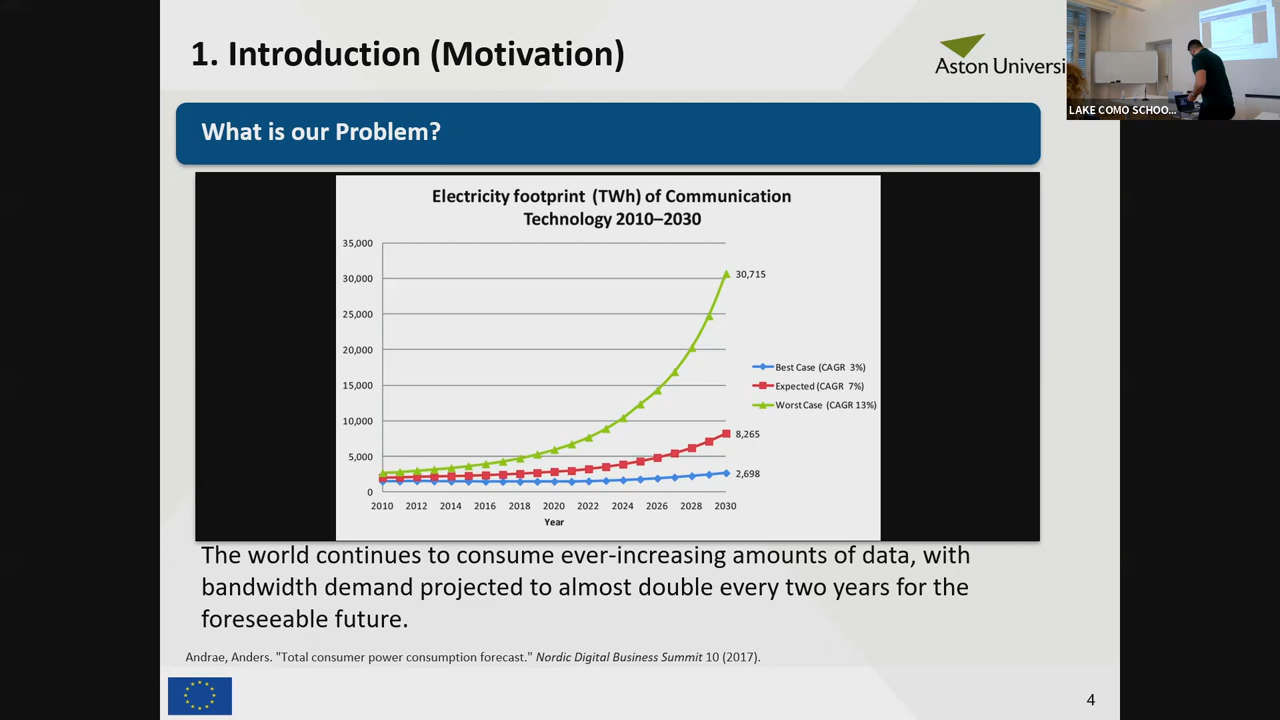 1. Introduction (Motivation)
Aston Universi
LAKE COMO SCHOO...
What is our Problem?
Electricity footprint (TWh) of Communication
Technology 2010–2030
35,000
30,000
25,000
20,000
15,000
10,000
5,000
0
30,715
8,265
2,698
Best Case (CAGR 3%)
Expected (CAGR 7%)
Worst Case (CAGR 13%)
2010 2012 2014 2016 2018 2020 2022 2024 2026 2028 2030
Year
The world continues to consume ever-increasing amounts of data, with
bandwidth demand projected to almost double every two years for the
foreseeable future.
Andrae, Anders. "Total consumer power consumption forecast." Nordic Digital Business Summit 10 (2017).
4